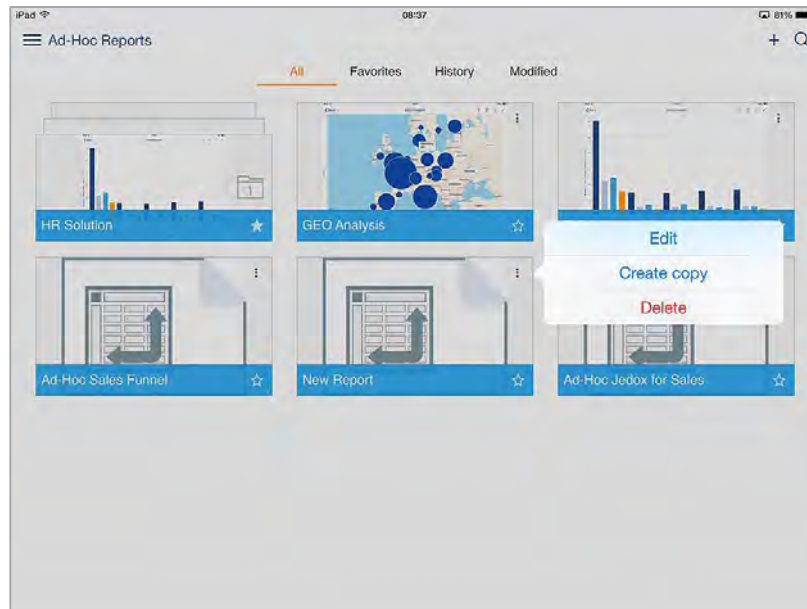 iPad 08:37 81%
Ad-Hoc Reports +
All Favorites History Modified
1
HR Solution GEO Analysis
Edit
Create copy
Delete
Ad-Hoc Sales Funnel New Report Ad-Hoc Jedox for Sales